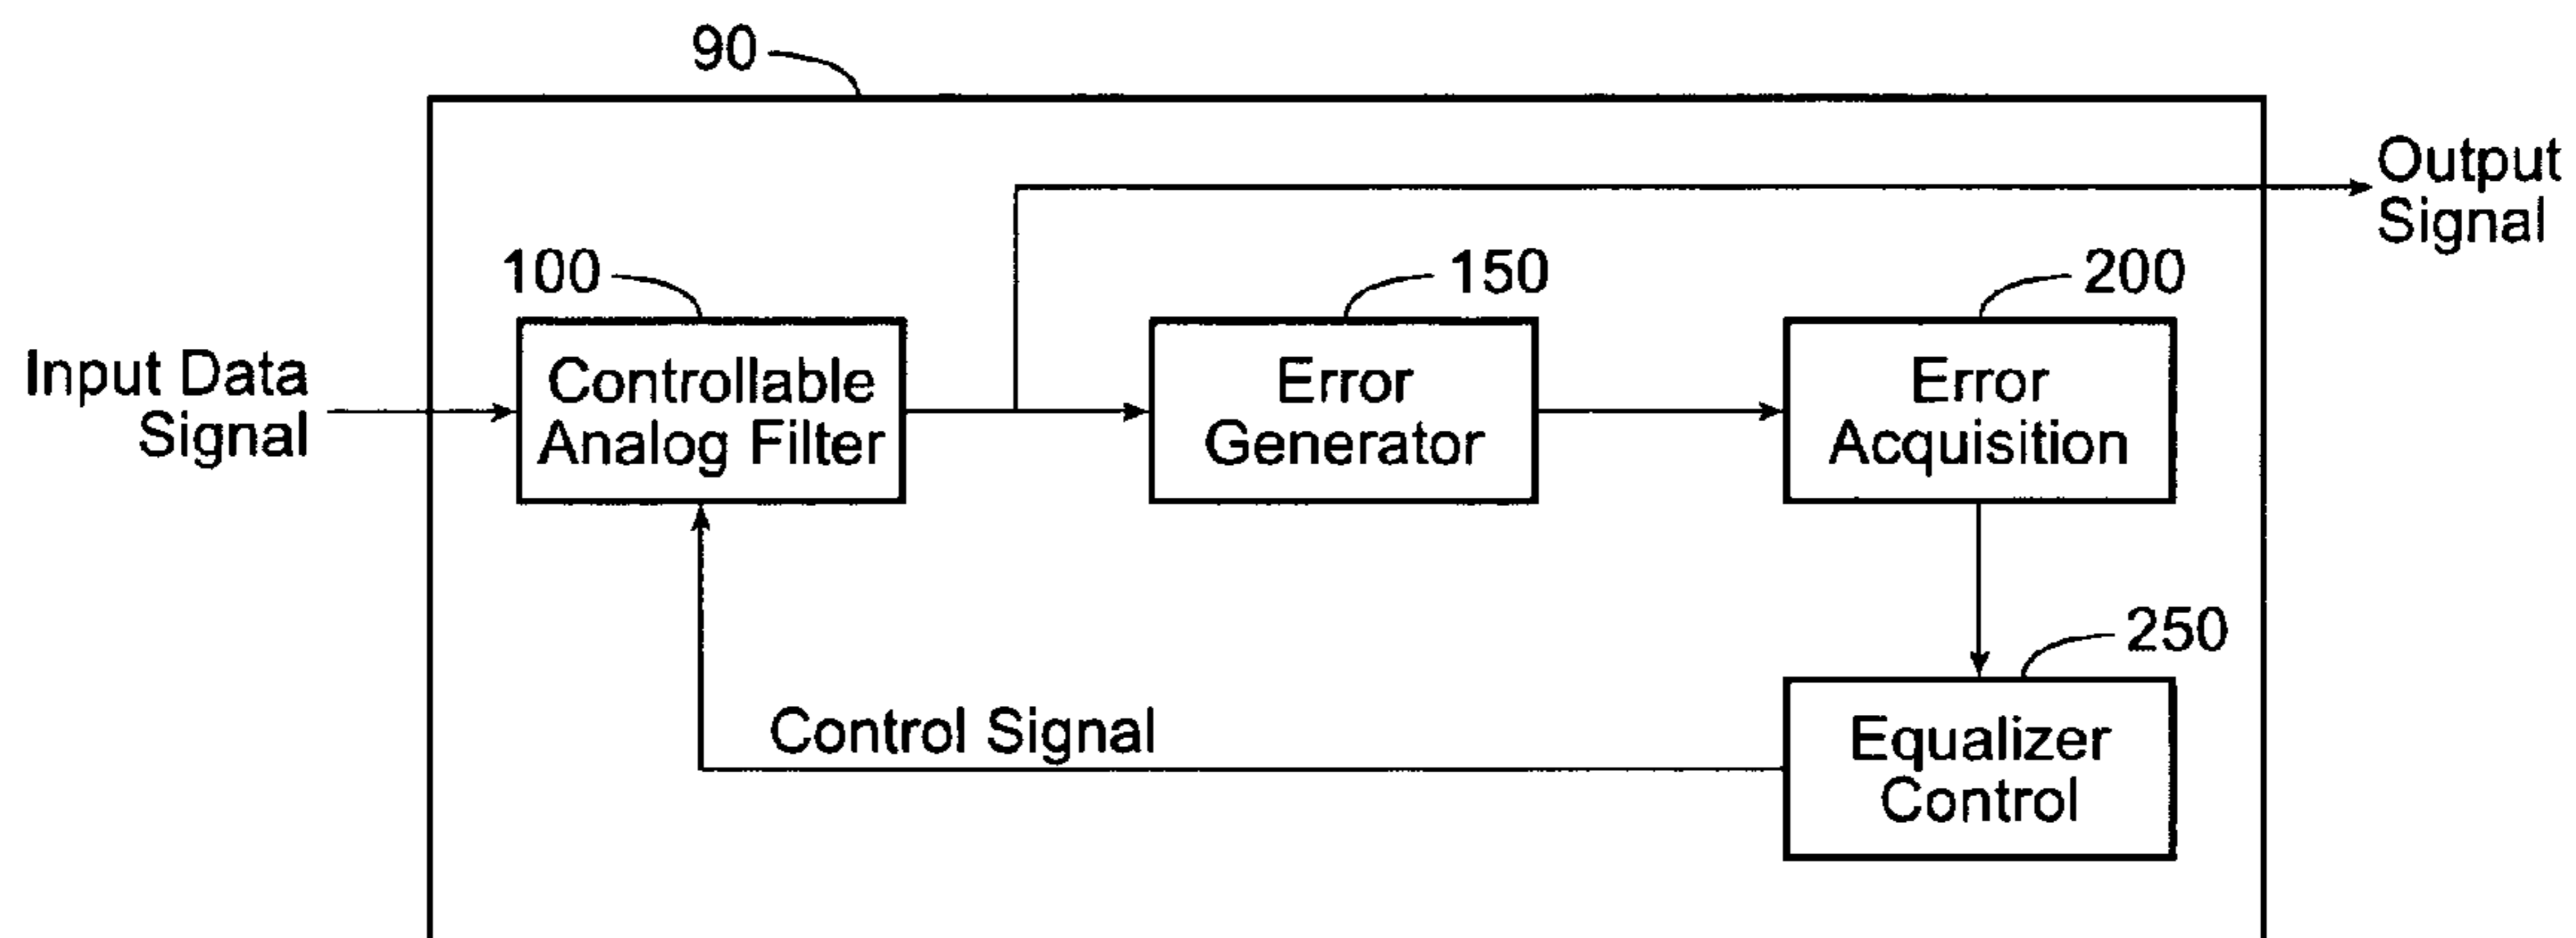 90
Output
Signal
100
150
200
Input Data
Signal
Controllable
Analog Filter
Error
Generator
Error
Acquisition
250
Control Signal
Equalizer
Control